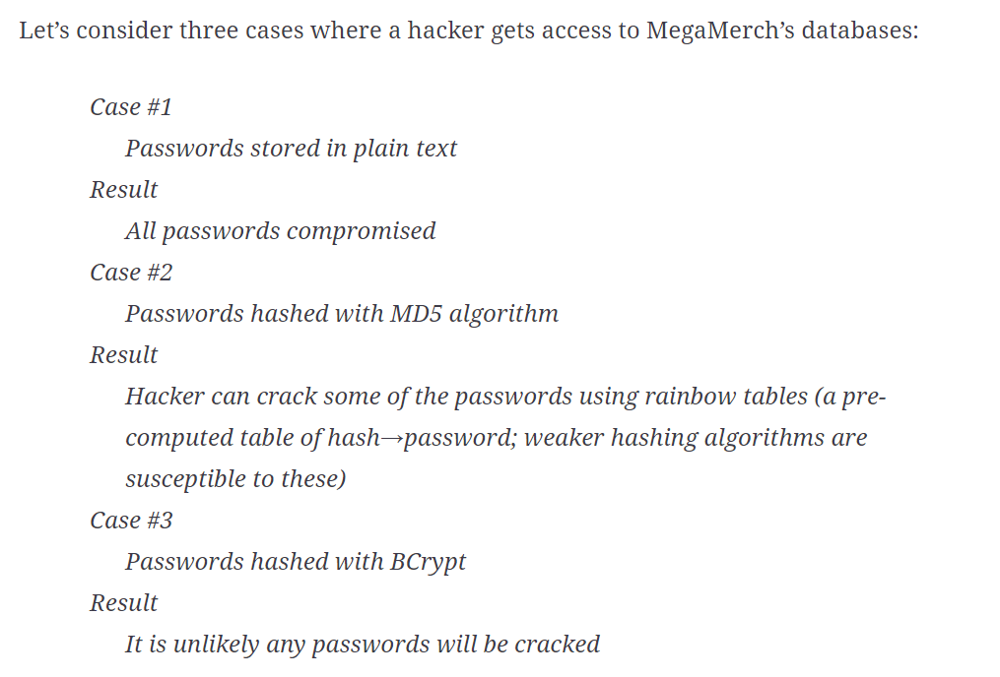 Let’s consider three cases where a hacker gets access to MegaMerch’s databases:
Case #1
Passwords stored in plain text
Result
All passwords compromised
Case #2
Passwords hashed with MD5 algorithm
Result
Hacker can crack some of the passwords using rainbow tables (a pre-
computed table of hash→password; weaker hashing algorithms are
susceptible to these)
Case #3
Passwords hashed with BCrypt
Result
It is unlikely any passwords will be cracked